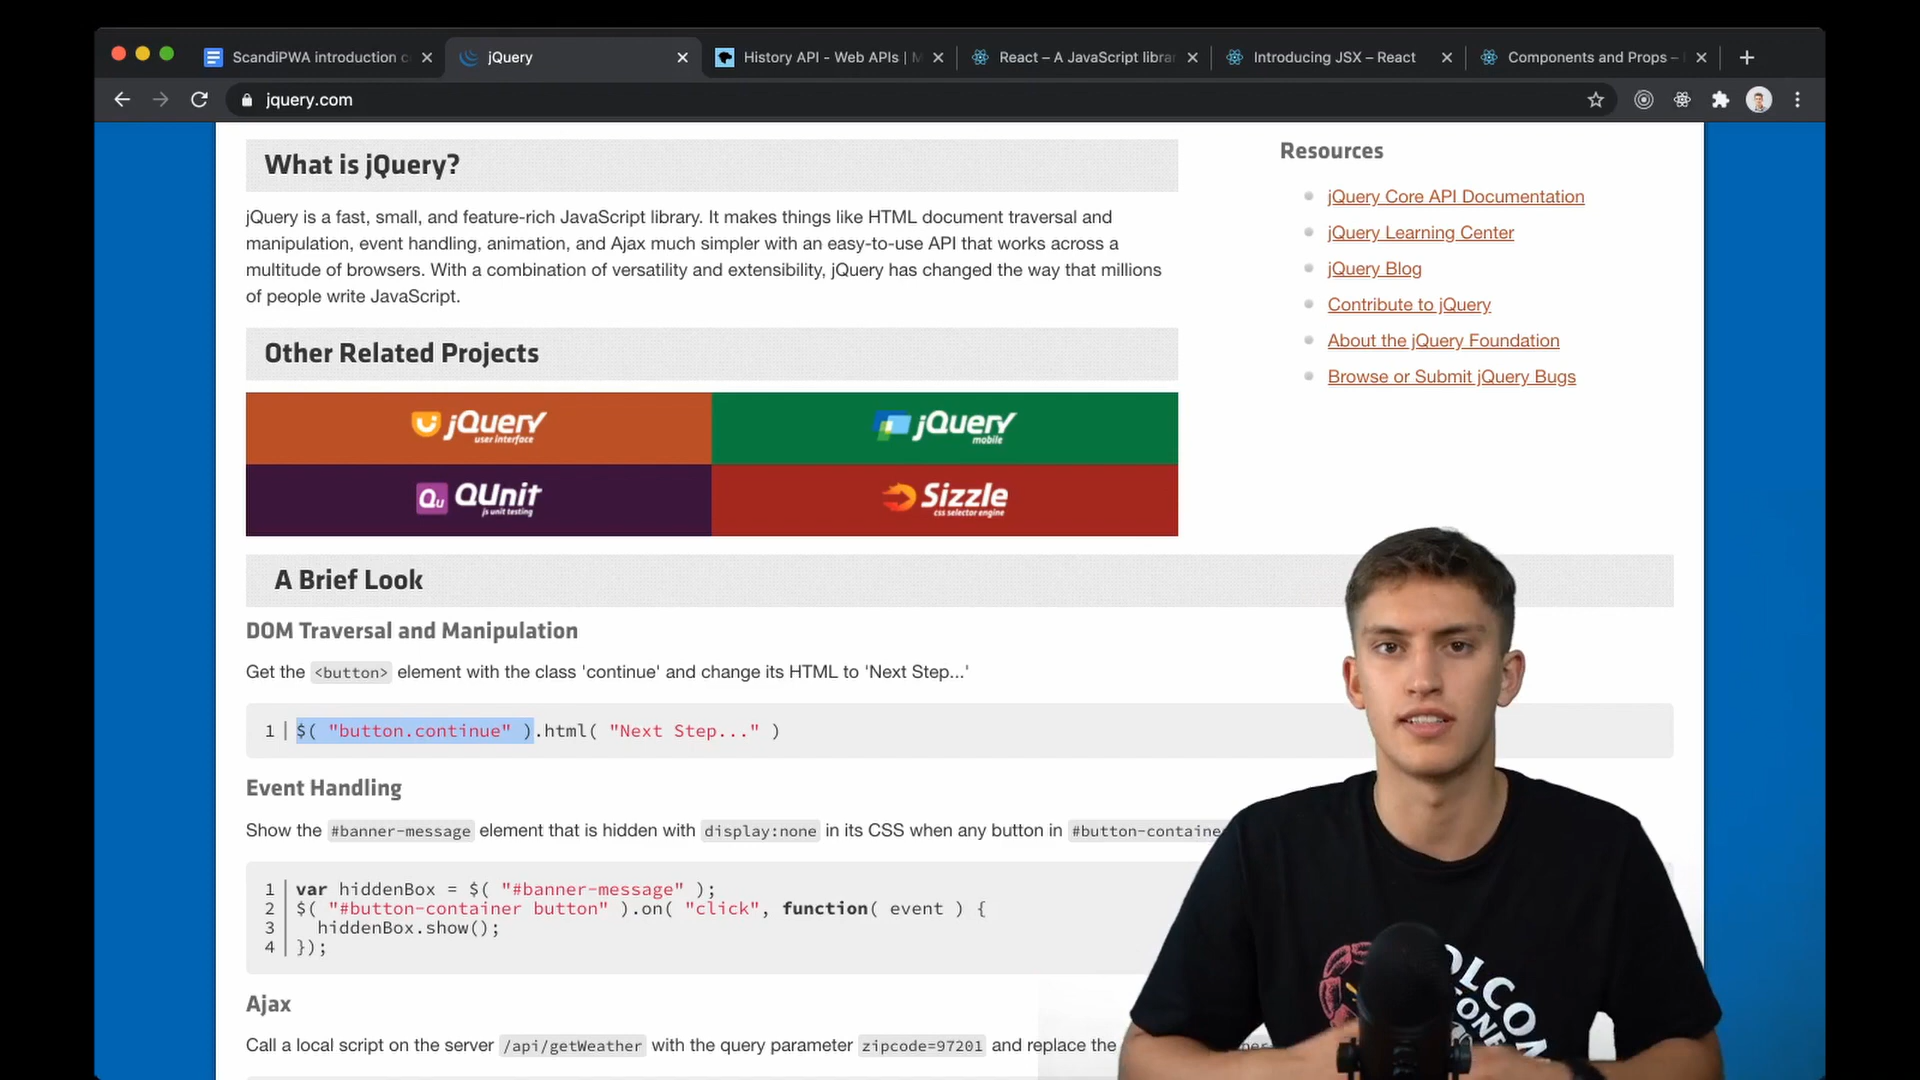 ScandiPWA introduction c
jQuery
History API - Web APIs | M
React – A JavaScript librar
Introducing JSX – React
Components and Props –
jquery.com
What is jQuery?
jQuery is a fast, small, and feature-rich JavaScript library. It makes things like HTML document traversal and
manipulation, event handling, animation, and Ajax much simpler with an easy-to-use API that works across a
multitude of browsers. With a combination of versatility and extensibility, jQuery has changed the way that millions
of people write JavaScript.
Resources
jQuery Core API Documentation
jQuery Learning Center
jQuery Blog
Contribute to jQuery
About the jQuery Foundation
Browse or Submit jQuery Bugs
Other Related Projects
jQuery
user interface
jQuery
mobile
Qu QUnit
js unit testing
Sizzle
css selector engine
A Brief Look
DOM Traversal and Manipulation
Get the <button> element with the class 'continue' and change its HTML to 'Next Step...'
1 $( "button.continue" ).html( "Next Step..." )
Event Handling
Show the #banner-message element that is hidden with display:none in its CSS when any button in #button-container
1 var hiddenBox = $( "#banner-message" );
2 $( "#button-container button" ).on( "click", function( event ) {
3 hiddenBox.show();
4 });
Ajax
Call a local script on the server /api/getWeather with the query parameter zipcode=97201 and replace the